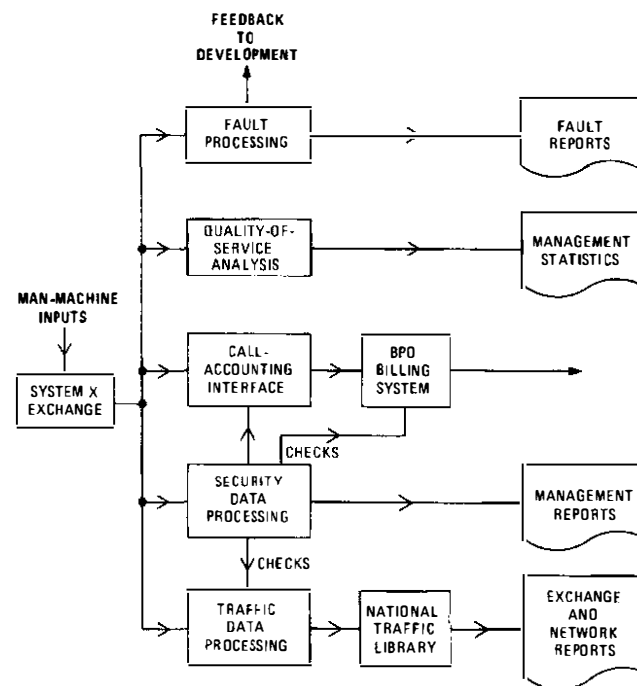 FEEDBACK
TO
DEVELOPMENT
FAULT
PROCESSING
FAULT
REPORTS
QUALITY-OF-
SERVICE
ANALYSIS
MANAGEMENT
STATISTICS
MAN-MACHINE
INPUTS
SYSTEM X
EXCHANGE
CALL-
ACCOUNTING
INTERFACE
BPO
BILLING
SYSTEM
CHECKS
SECURITY
DATA
PROCESSING
MANAGEMENT
REPORTS
CHECKS
TRAFFIC
DATA
PROCESSING
NATIONAL
TRAFFIC
LIBRARY
EXCHANGE
AND
NETWORK
REPORTS